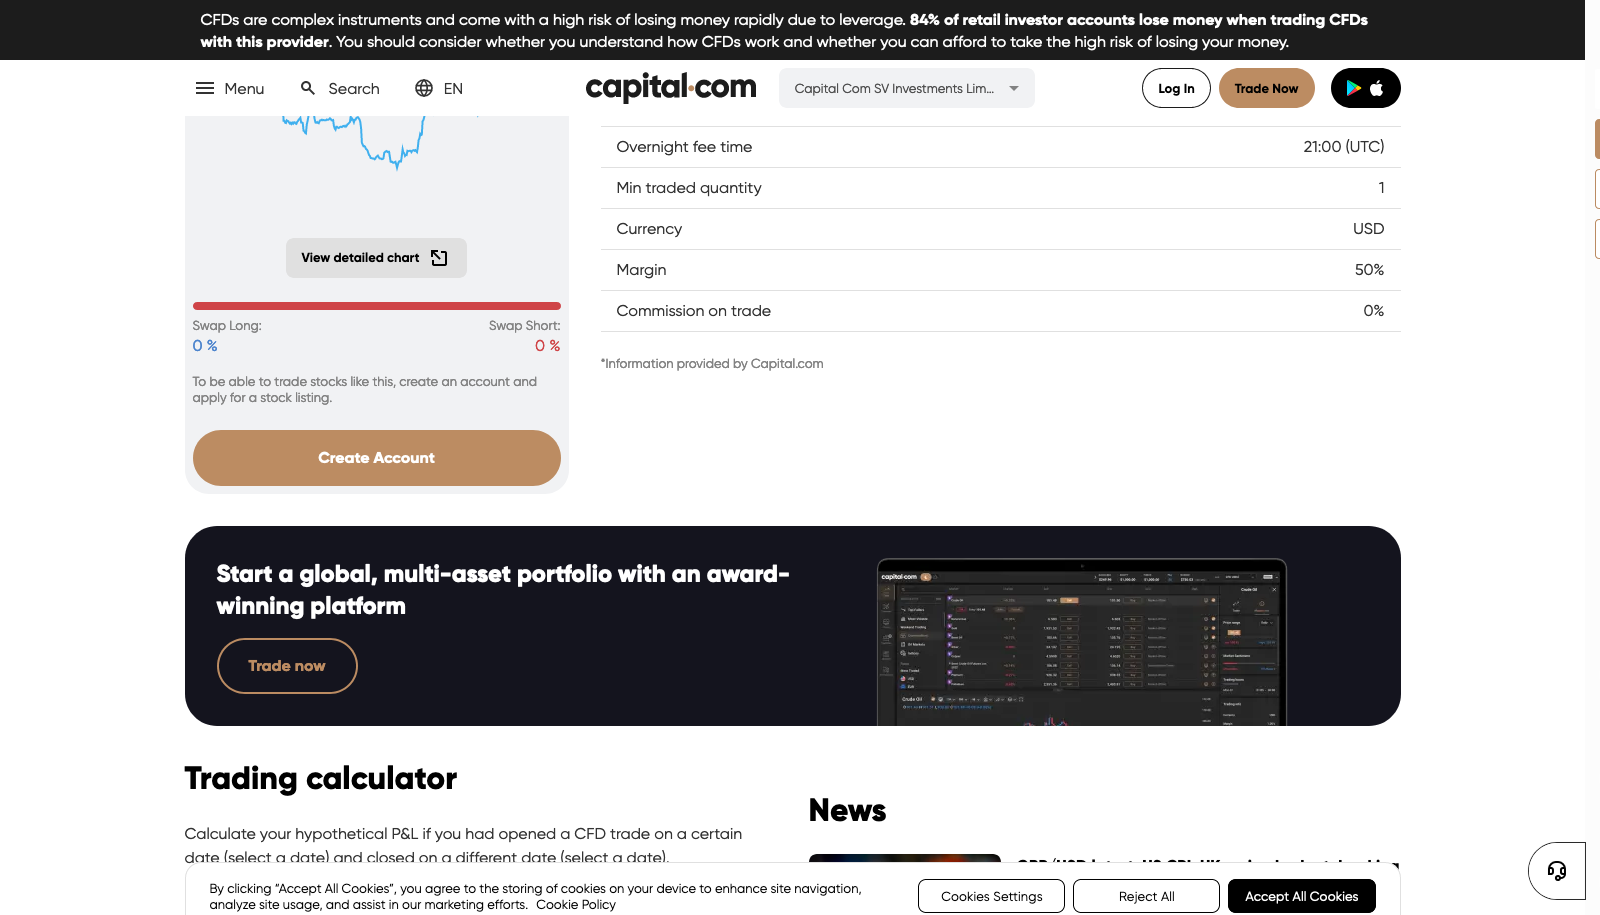 CFDs are complex instruments and come with a high risk of losing money rapidly due to leverage. 84% of retail investor accounts lose money when trading CFDs
with this provider. You should consider whether you understand how CFDs work and whether you can afford to take the high risk of losing your money.
Menu
Search
EN
capital.com
Capital Com SV Investments Lim...
Log In
Trade Now
View detailed chart
Swap Long:
Swap Short:
0 %
0 %
To be able to trade stocks like this, create an account and
apply for a stock listing.
Create Account
Overnight fee time 21:00 (UTC)
Min traded quantity 1
Currency USD
Margin 50%
Commission on trade 0%
*Information provided by Capital.com
Start a global, multi-asset portfolio with an award-
winning platform
Trade now
capital.com
Crude Oil
Crude Oil
Trading calculator
Calculate your hypothetical P&L if you had opened a CFD trade on a certain
date (select a date) and closed on a different date (select a date).
News
By clicking “Accept All Cookies”, you agree to the storing of cookies on your device to enhance site navigation,
analyze site usage, and assist in our marketing efforts. Cookie Policy
Cookies Settings
Reject All
Accept All Cookies